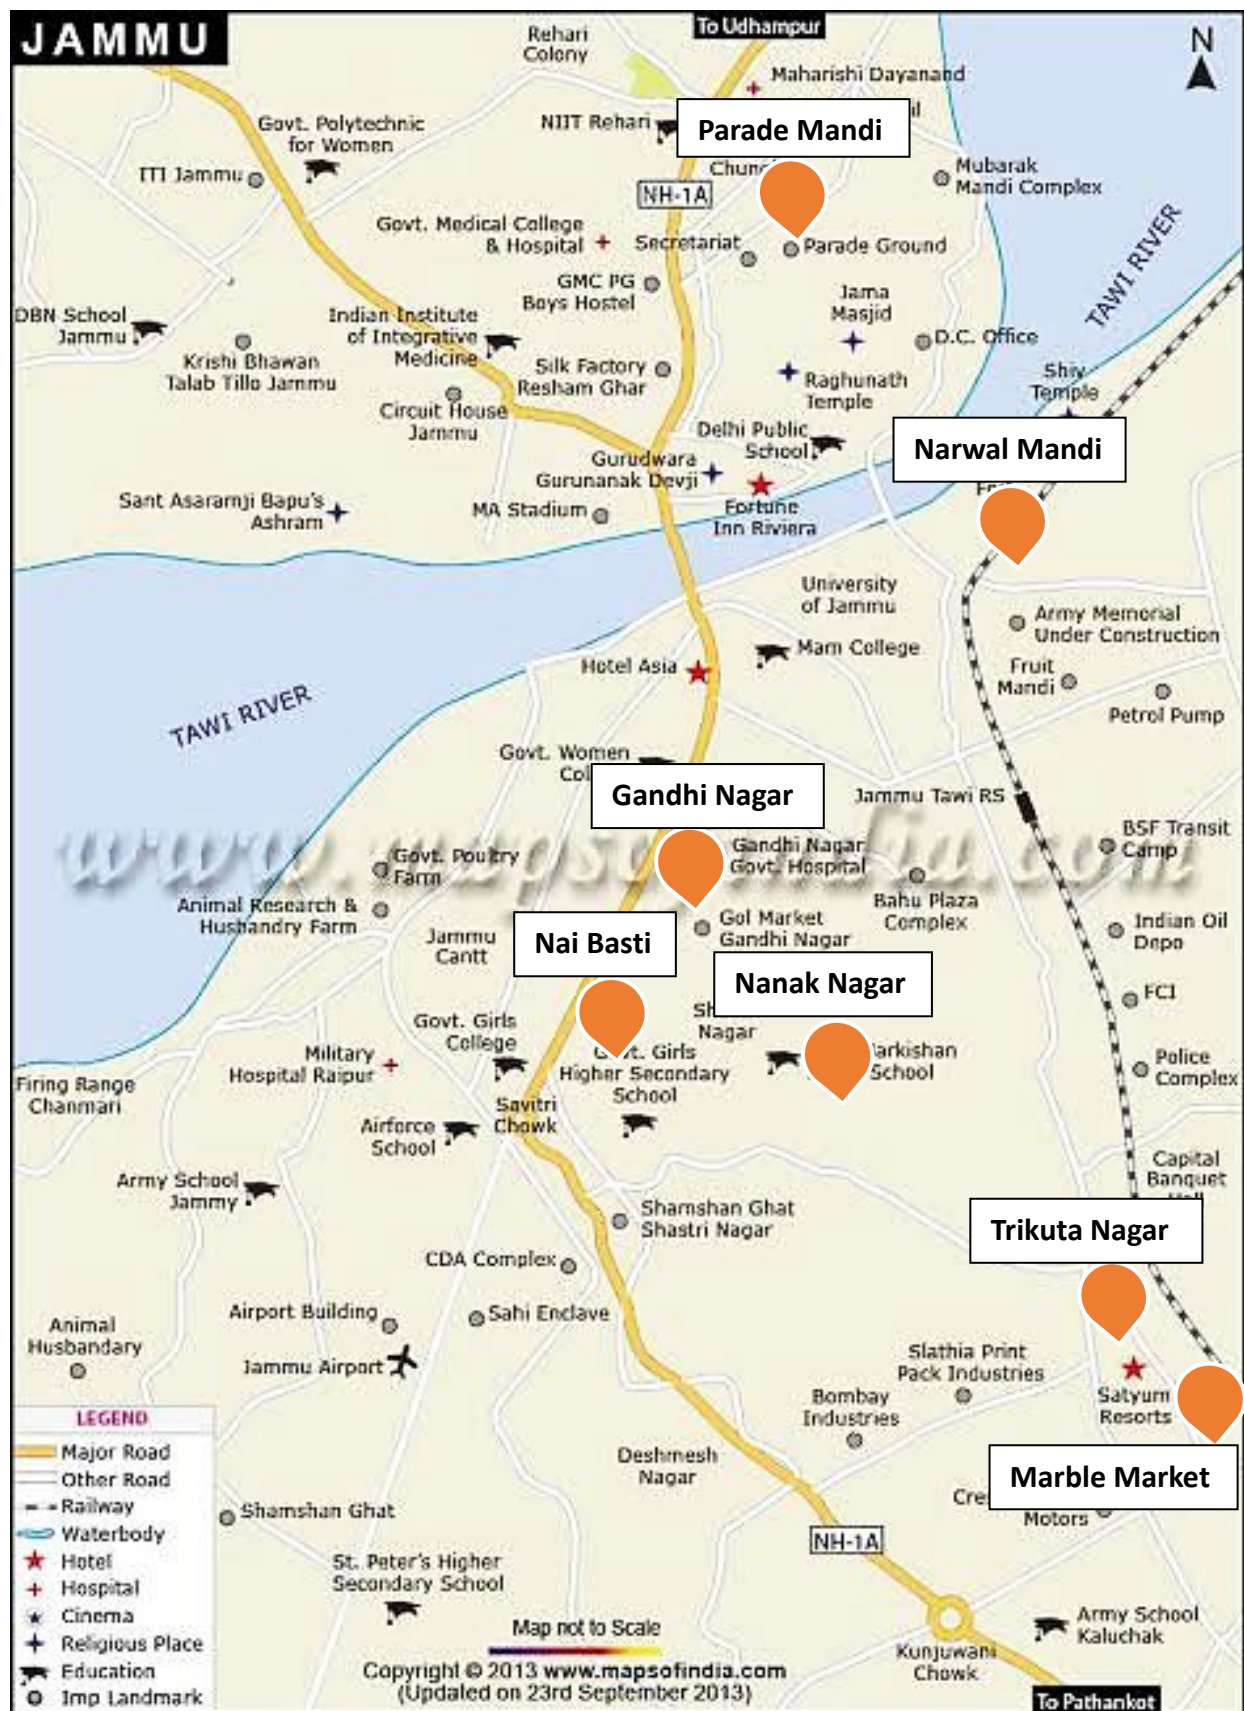 JAMMU
To Udhampur
N
Rehari
Colony
Maharishi Dayanand
NIIT Rehari
Parade Mandi
Govt. Polytechnic
for Women
ITI Jammu
Mubarak
Mandi Complex
NH-1A
Govt. Medical College
& Hospital
Secretariat
Parade Ground
TAWI RIVER
GMC PG
Boys Hostel
Jama
Masjid
DBN School
Jammu
Indian Institute
of Integrative
Medicine
D.C. Office
Krishi Bhawan
Talab Tillo Jammu
Silk Factory
Resham Ghar
Raghunath
Temple
Shiv
Temple
Circuit House
Jammu
Delhi Public
School
Narwal Mandi
Gurudwara
Gurunanak Devji
Sant Asaramji Bapu's
Ashram
MA Stadium
Fortune
Inn Riviera
University
of Jammu
Army Memorial
Under Construction
Mam College
Hotel Asia
Fruit
Mandi
Petrol Pump
TAWI RIVER
Govt. Women
Gandhi Nagar
Jammu Tawi RS
BSF Transit
Camp
www.mapsofindia.com
Gandhi Nagar
Govt. Hospital
Govt. Poultry
Farm
Bahu Plaza
Complex
Animal Research &
Husbandry Farm
Gol Market
Gandhi Nagar
Indian Oil
Depo
Jammu
Cantt
Nai Basti
Nanak Nagar
FCI
Nagar
Govt. Girls
College
Military
Hospital Raipur
Govt. Girls
Higher Secondary
School
School
Police
Complex
Firing Range
Chanmari
Savitri
Chowk
Airforce
School
Army School
Jammy
Capital
Banquet
Shamshan Ghat
Shastri Nagar
Trikuta Nagar
CDA Complex
Airport Building
Sahi Enclave
Animal
Husbandary
Jammu Airport
Slathia Print
Pack Industries
Bombay
Industries
Satyum
Resorts
LEGEND
Major Road
Other Road
Railway
Waterbody
Hotel
Hospital
Cinema
Religious Place
Education
Imp Landmark
Deshmesh
Nagar
Marble Market
Motors
Shamshan Ghat
NH-1A
St. Peter's Higher
Secondary School
Map not to Scale
Army School
Kaluchak
Kunjuwani
Chowk
Copyright © 2013 www.mapsofindia.com
(Updated on 23rd September 2013)
To Pathankot